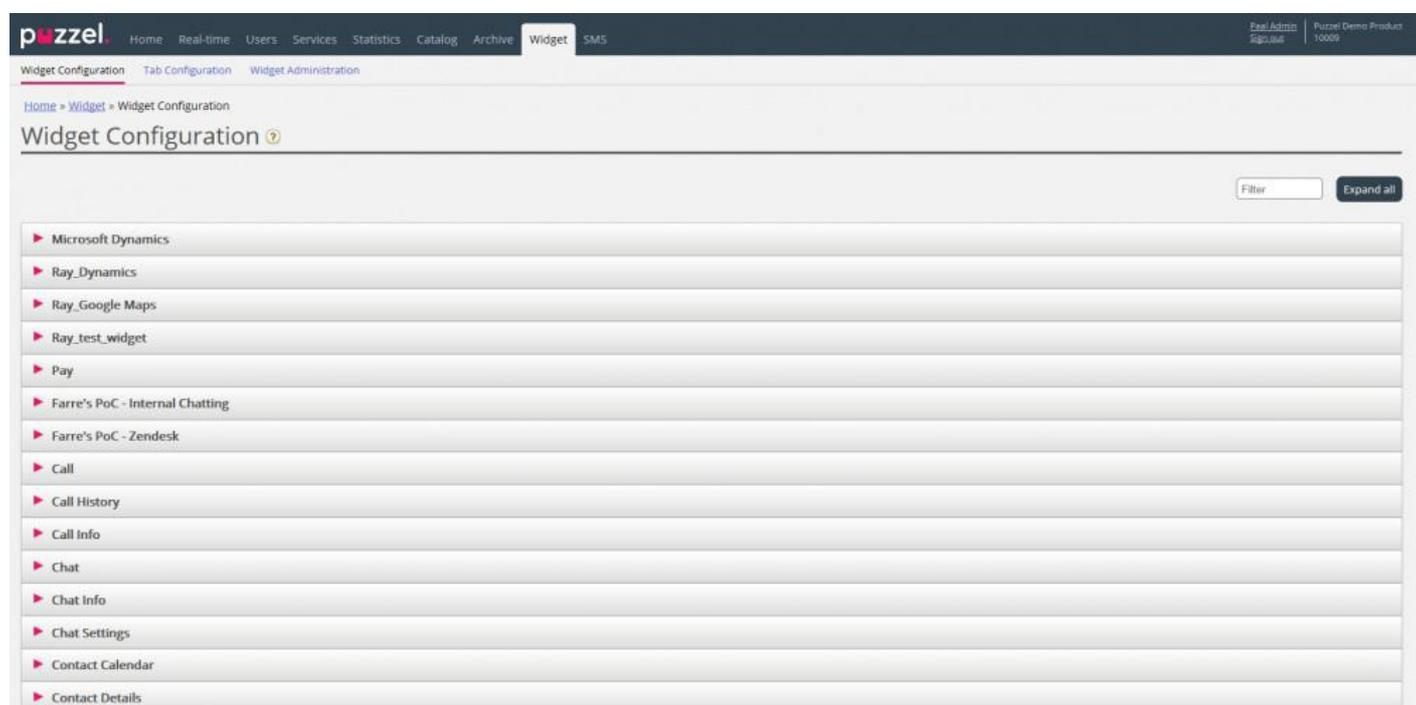 puzzel. Home Real-time Users Services Statistics Catalog Archive Widget SMS
Paal Admin Puzzel Demo Product
Sign out 10009
Widget Configuration Tab Configuration Widget Administration
Home » Widget » Widget Configuration
Widget Configuration ?
Filter Expand all
Microsoft Dynamics
Ray_Dynamics
Ray_Google Maps
Ray_test_widget
Pay
Farre's PoC - Internal Chatting
Farre's PoC - Zendesk
Call
Call History
Call Info
Chat
Chat Info
Chat Settings
Contact Calendar
Contact Details